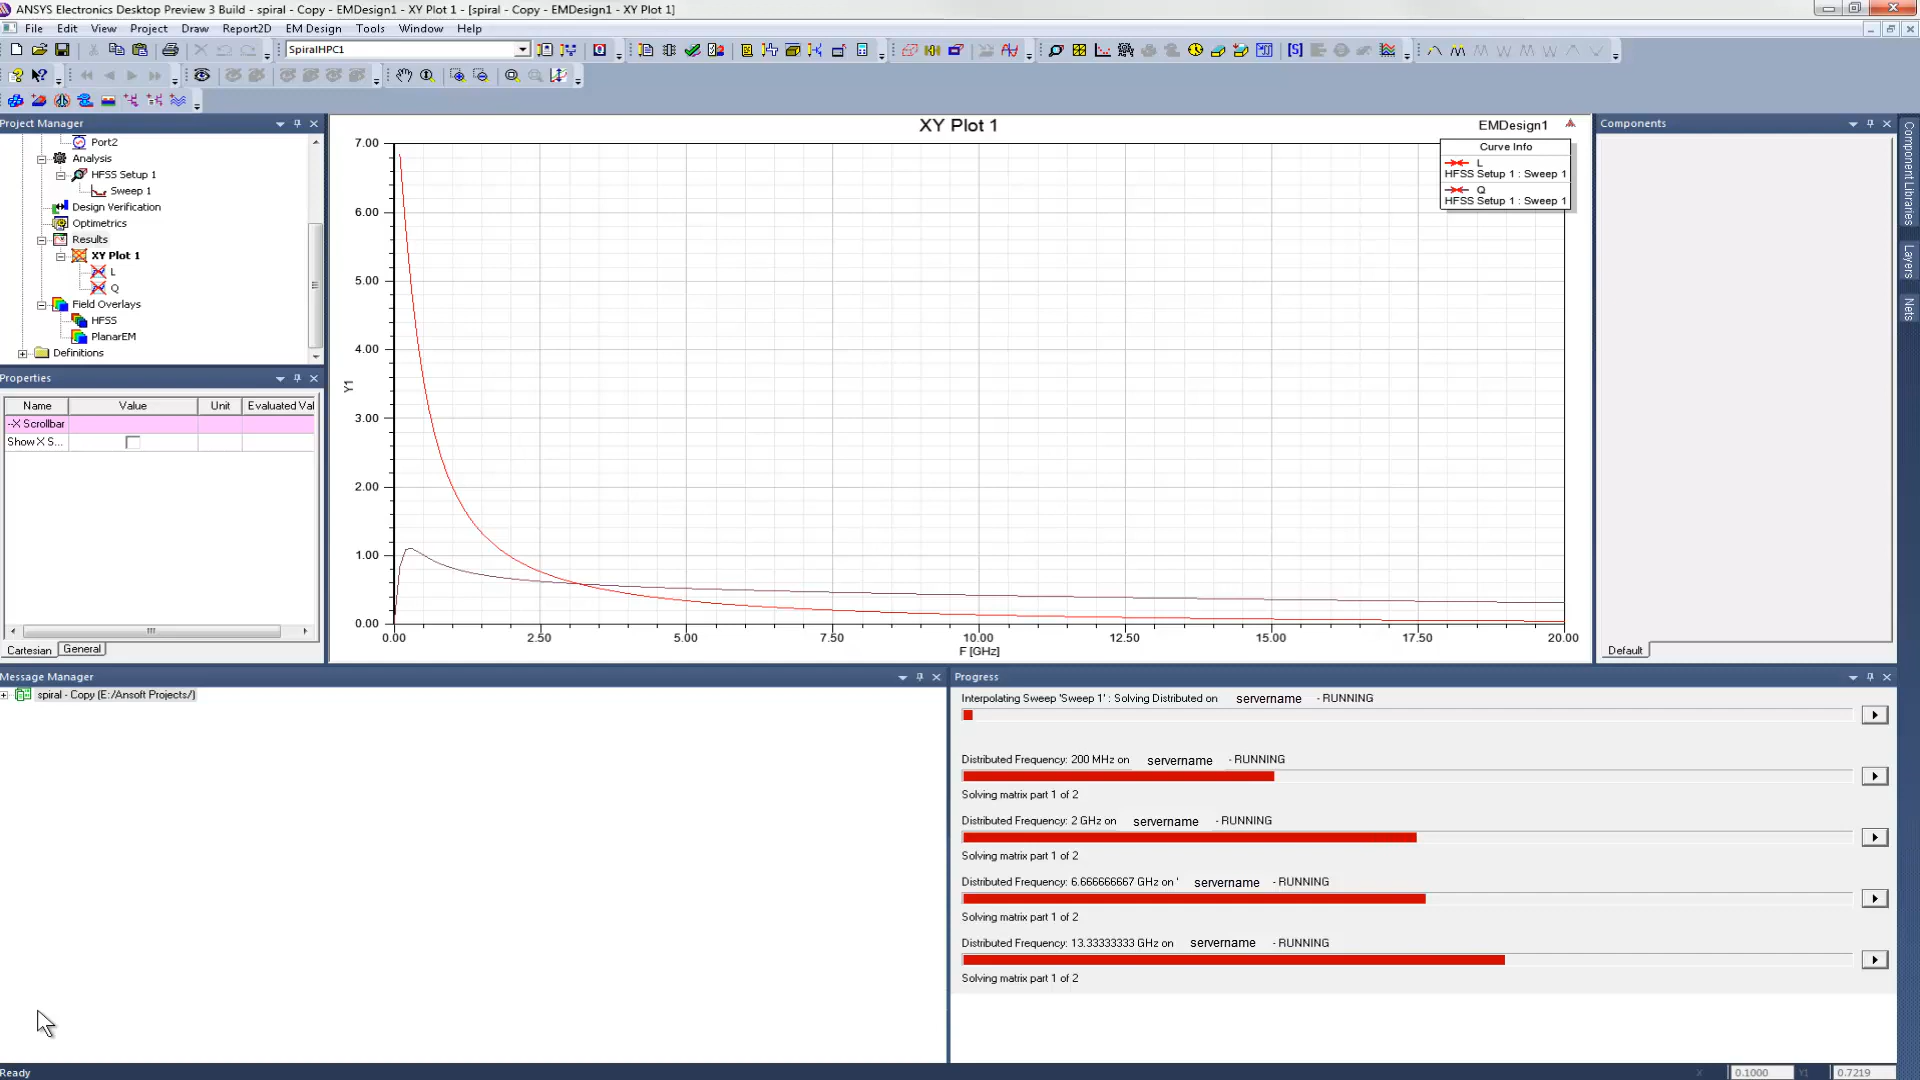 ANSYS Electronics Desktop Preview 3 Build - spiral - Copy - EMDesign1 - XY Plot 1 - [spiral - Copy - EMDesign1 - XY Plot 1]
File Edit View Project Draw Report2D EM Design Tools Window Help
SpiralHPC1
Project Manager
Port2
Analysis
HFSS Setup 1
Sweep 1
Design Verification
Optimetrics
Results
XY Plot 1
L
Q
Field Overlays
HFSS
PlanarEM
Definitions
Properties
Name Value Unit Evaluated Val
-X Scrollbar
Show X S...
Cartesian General
XY Plot 1
EMDesign1
Curve Info
L
HFSS Setup 1 : Sweep 1
Q
HFSS Setup 1 : Sweep 1
7.00
6.00
5.00
4.00
3.00
2.00
1.00
0.00
Y1
0.00 2.50 5.00 7.50 10.00 12.50 15.00 17.50 20.00
F [GHz]
Components
Default
Component Libraries
Layers
Nets
Message Manager
spiral - Copy (E:/Ansoft Projects/)
Progress
Interpolating Sweep 'Sweep 1' : Solving Distributed on servername - RUNNING
Distributed Frequency: 200 MHz on servername - RUNNING
Solving matrix part 1 of 2
Distributed Frequency: 2 GHz on servername - RUNNING
Solving matrix part 1 of 2
Distributed Frequency: 6.666666667 GHz on ' servername - RUNNING
Solving matrix part 1 of 2
Distributed Frequency: 13.33333333 GHz on servername - RUNNING
Solving matrix part 1 of 2
Ready
X 0.1000 Y1 0.7219